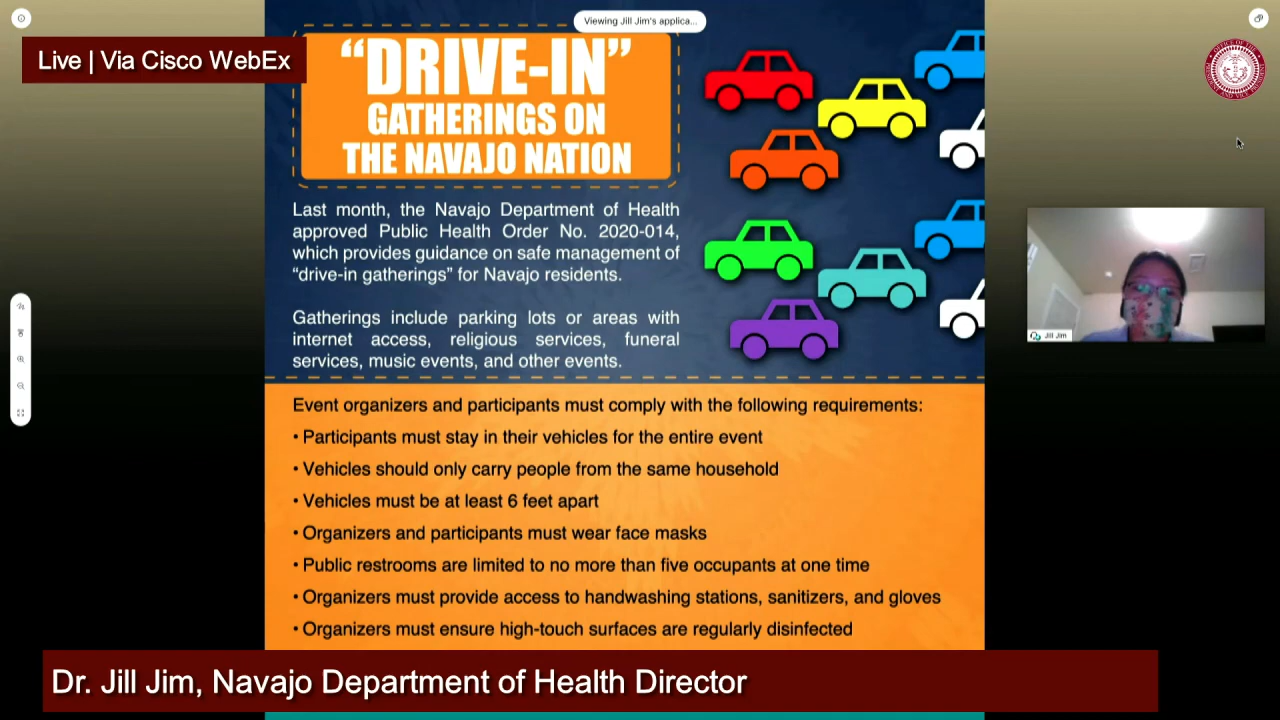 Viewing Jill Jim's applica...
Live | Via Cisco WebEx
“DRIVE-IN”
GATHERINGS ON
THE NAVAJO NATION
Last month, the Navajo Department of Health
approved Public Health Order No. 2020-014,
which provides guidance on safe management of
“drive-in gatherings” for Navajo residents.
Gatherings include parking lots or areas with
internet access, religious services, funeral
services, music events, and other events.
Jill Jim
Event organizers and participants must comply with the following requirements:
• Participants must stay in their vehicles for the entire event
• Vehicles should only carry people from the same household
• Vehicles must be at least 6 feet apart
• Organizers and participants must wear face masks
• Public restrooms are limited to no more than five occupants at one time
• Organizers must provide access to handwashing stations, sanitizers, and gloves
• Organizers must ensure high-touch surfaces are regularly disinfected
Dr. Jill Jim, Navajo Department of Health Director